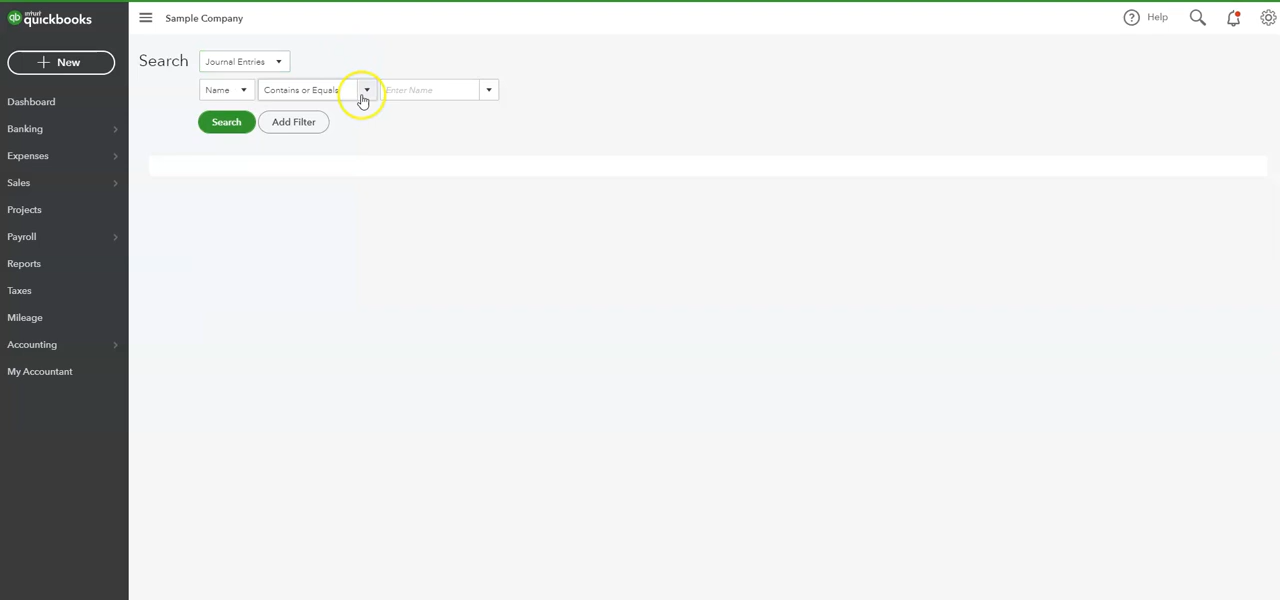 qb intuit quickbooks
Sample Company
Help
New
Search
Journal Entries
Name
Contains or Equals
Enter Name
Search
Add Filter
Dashboard
Banking
Expenses
Sales
Projects
Payroll
Reports
Taxes
Mileage
Accounting
My Accountant